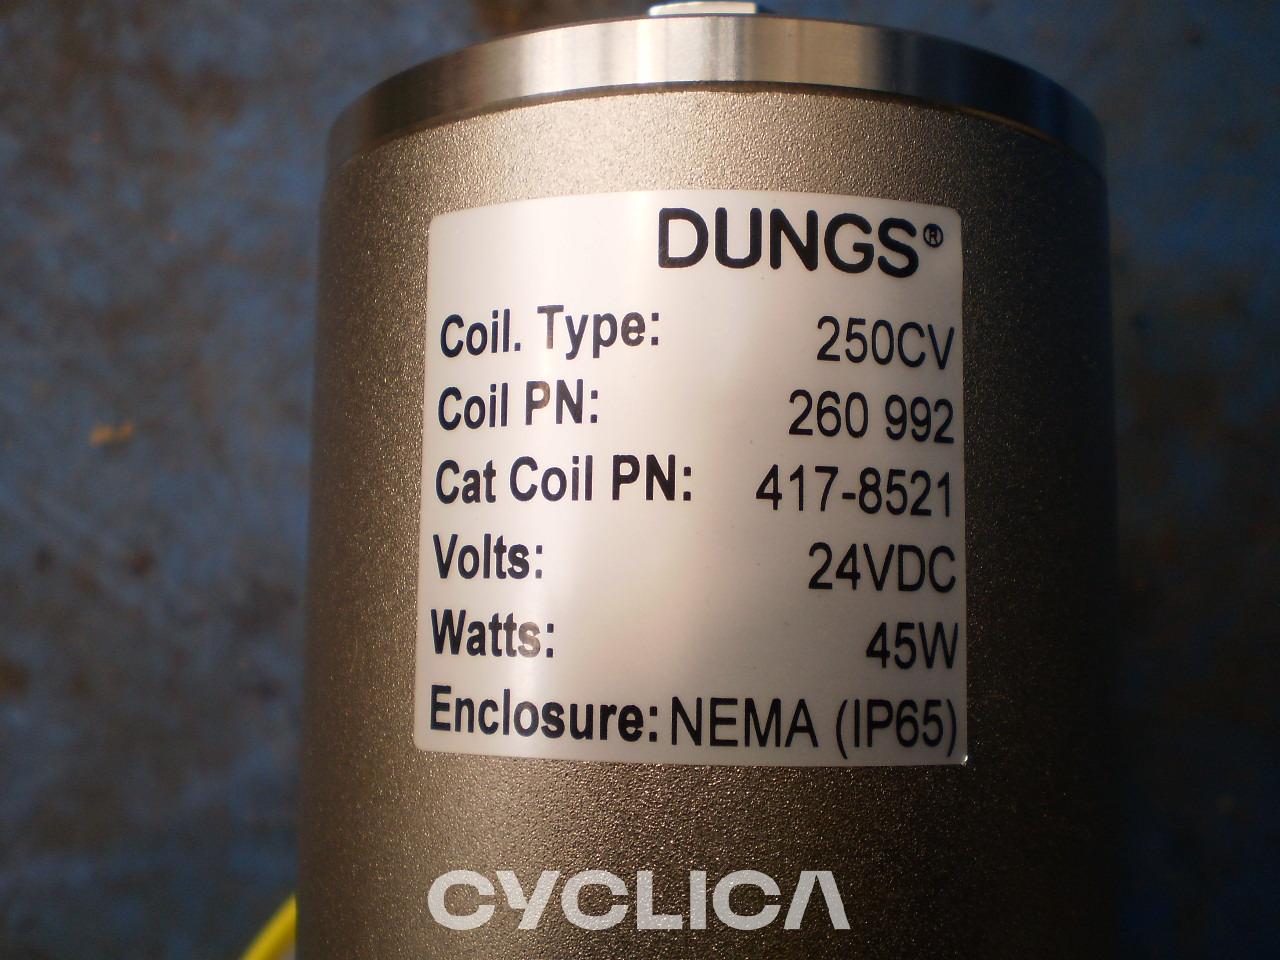 DUNGS®
Coil. Type: 250CV
Coil PN: 260 992
Cat Coil PN: 417-8521
Volts: 24VDC
Watts: 45W
Enclosure: NEMA (IP65)
CYCLICA